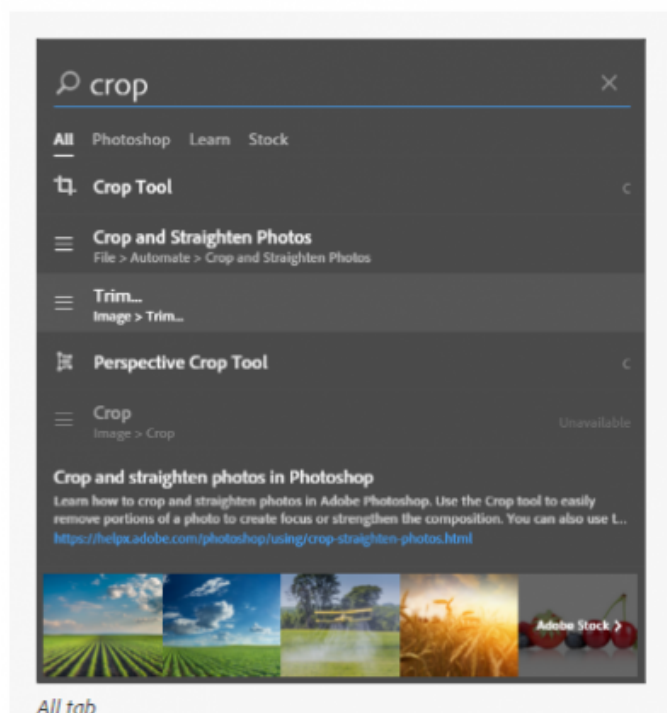 crop
All Photoshop Learn Stock
Crop Tool C
Crop and Straighten Photos
File > Automate > Crop and Straighten Photos
Trim...
Image > Trim...
Perspective Crop Tool C
Crop
Image > Crop
Unavailable
Crop and straighten photos in Photoshop
Learn how to crop and straighten photos in Adobe Photoshop. Use the Crop tool to easily
remove portions of a photo to create focus or strengthen the composition. You can also use t...
https://helpx.adobe.com/photoshop/using/crop-straighten-photos.html
Adobe Stock >
All tab